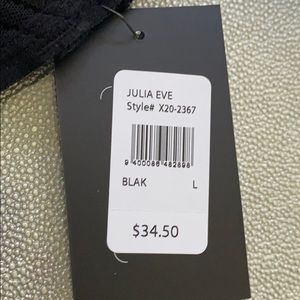 JULIA EVE
Style# X20-2367
9 400086 482898
BLAK L
$34.50